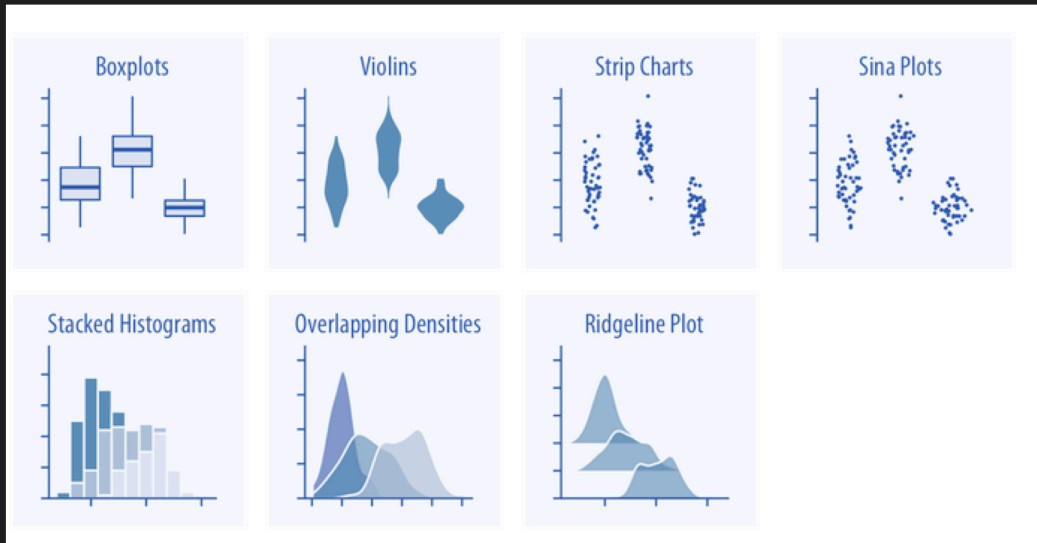 Boxplots
Violins
Strip Charts
Sina Plots
Stacked Histograms
Overlapping Densities
Ridgeline Plot